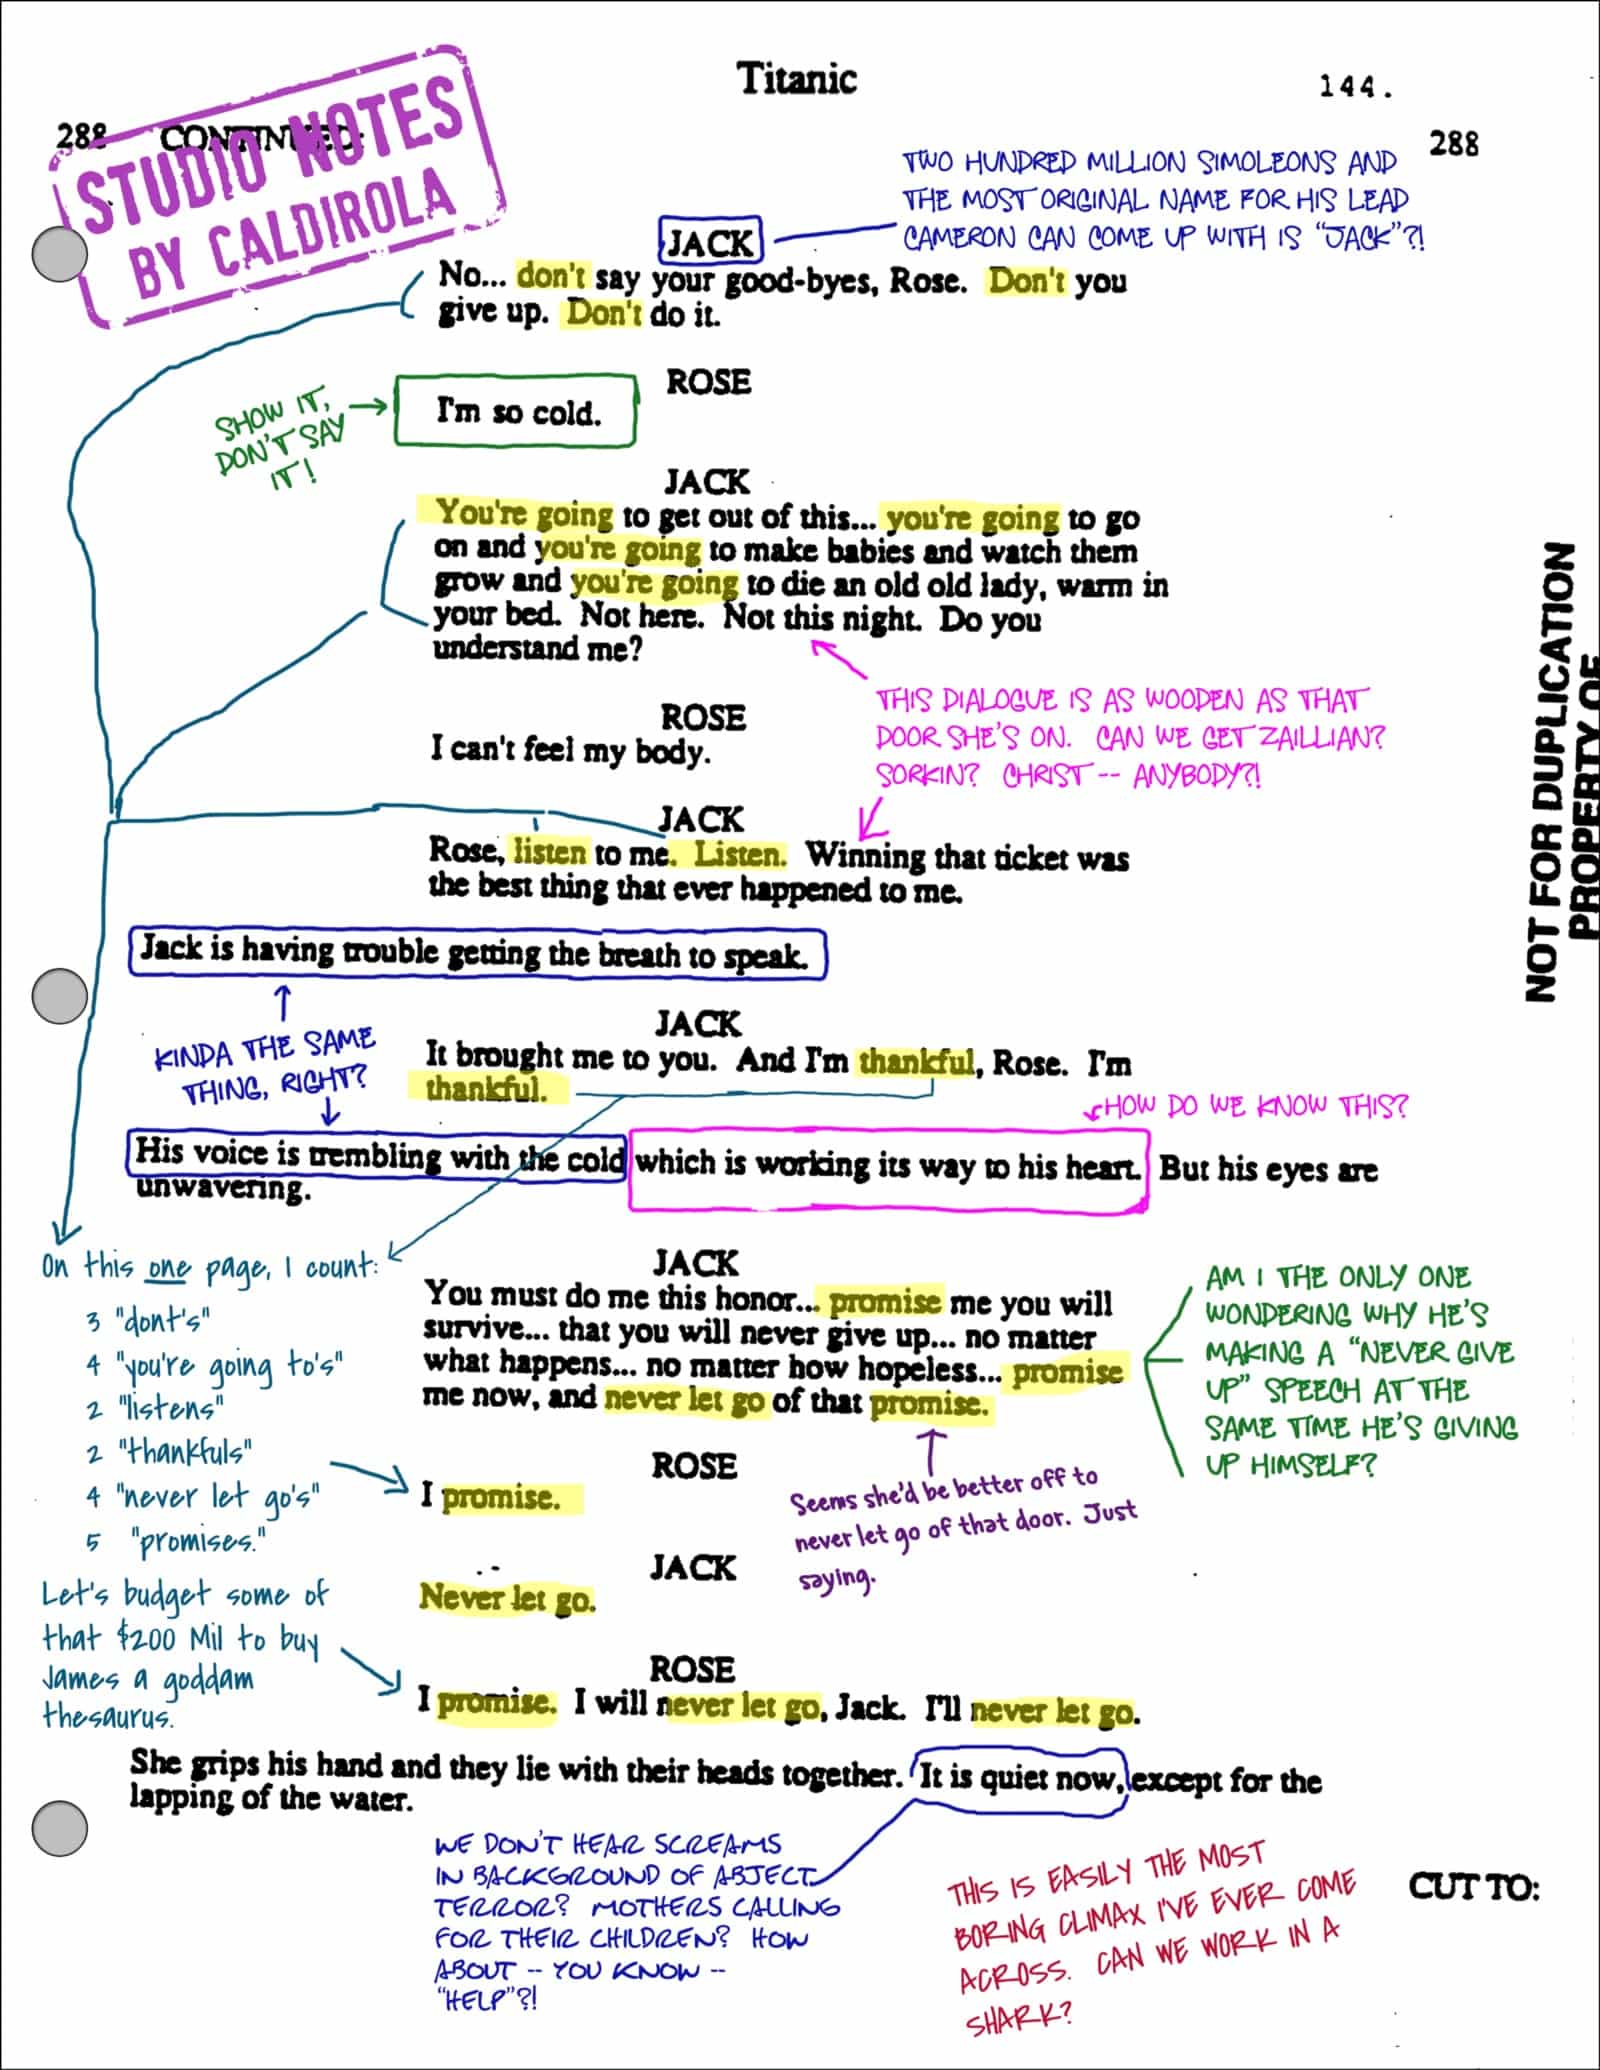 Titanic
144.
288 CONTINUED:
288
STUDIO NOTES
BY CALDIROLA
TWO HUNDRED MILLION SIMOLEONS AND
THE MOST ORIGINAL NAME FOR HIS LEAD
CAMERON CAN COME UP WITH IS "JACK"?!
JACK
No... don't say your good-byes, Rose. Don't you
give up. Don't do it.
ROSE
I'm so cold.
SHOW IT,
DON'T SAY
IT!
JACK
You're going to get out of this... you're going to go
on and you're going to make babies and watch them
grow and you're going to die an old old lady, warm in
your bed. Not here. Not this night. Do you
understand me?
THIS DIALOGUE IS AS WOODEN AS THAT
DOOR SHE'S ON. CAN WE GET ZAILLIAN?
SORKIN? CHRIST -- ANYBODY?!
ROSE
I can't feel my body.
JACK
Rose, listen to me. Listen. Winning that ticket was
the best thing that ever happened to me.
NOT FOR DUPLICATION
PROPERTY OF
Jack is having trouble getting the breath to speak.
KINDA THE SAME
THING, RIGHT?
JACK
It brought me to you. And I'm thankful, Rose. I'm
thankful.
HOW DO WE KNOW THIS?
His voice is trembling with the cold which is working its way to his heart. But his eyes are
unwavering.
On this one page, I count:
3 "dont's"
4 "you're going to's"
2 "listens"
2 "thankfuls"
4 "never let go's"
5 "promises."
Let's budget some of
that $200 Mil to buy
James a goddam
thesaurus.
JACK
You must do me this honor... promise me you will
survive... that you will never give up... no matter
what happens... no matter how hopeless... promise
me now, and never let go of that promise.
AM I THE ONLY ONE
WONDERING WHY HE'S
MAKING A "NEVER GIVE
UP" SPEECH AT THE
SAME TIME HE'S GIVING
UP HIMSELF?
ROSE
I promise.
Seems she'd be better off to
never let go of that door. Just
saying.
JACK
Never let go.
ROSE
I promise. I will never let go, Jack. I'll never let go.
She grips his hand and they lie with their heads together. It is quiet now, except for the
lapping of the water.
WE DON'T HEAR SCREAMS
IN BACKGROUND OF ABJECT
TERROR? MOTHERS CALLING
FOR THEIR CHILDREN? HOW
ABOUT -- YOU KNOW --
"HELP"?!
THIS IS EASILY THE MOST
BORING CLIMAX I'VE EVER COME
ACROSS. CAN WE WORK IN A
SHARK?
CUT TO: